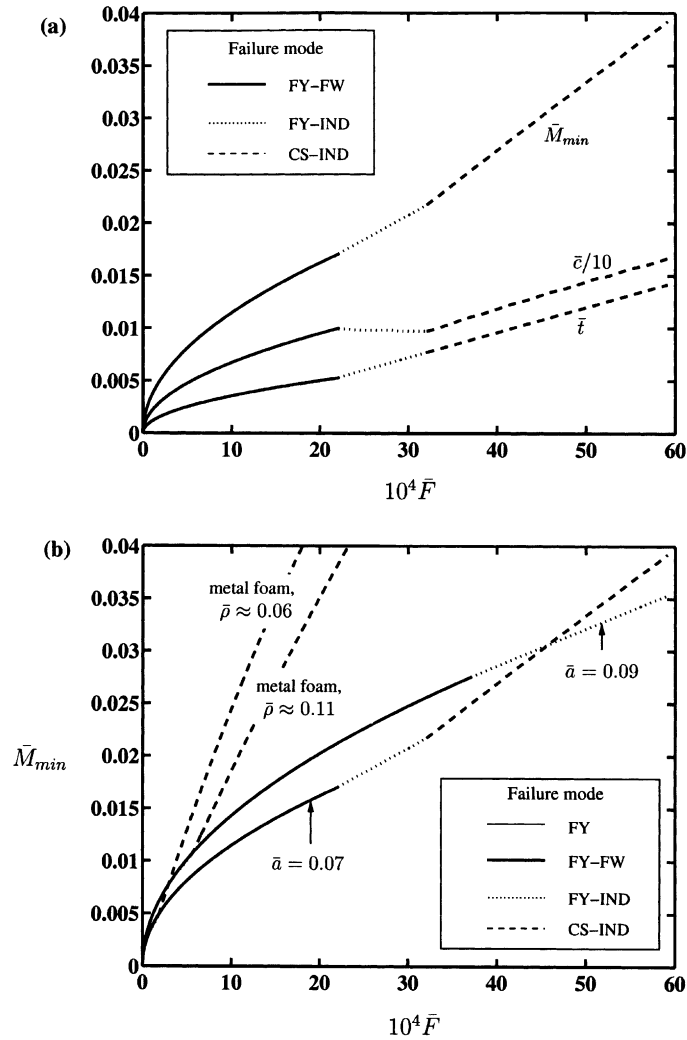 (a)
0.04
0.035
0.03
0.025
0.02
0.015
0.01
0.005
0
Failure mode
FY–FW
FY–IND
CS–IND
M̄min
c̄/10
t̄
0 10 20 30 40 50 60
10⁴F̄
(b)
0.04
0.035
0.03
0.025
0.02
0.015
0.01
0.005
0
M̄min
metal foam,
ρ̄ ≈ 0.06
metal foam,
ρ̄ ≈ 0.11
ā = 0.09
ā = 0.07
Failure mode
FY
FY–FW
FY–IND
CS–IND
0 10 20 30 40 50 60
10⁴F̄